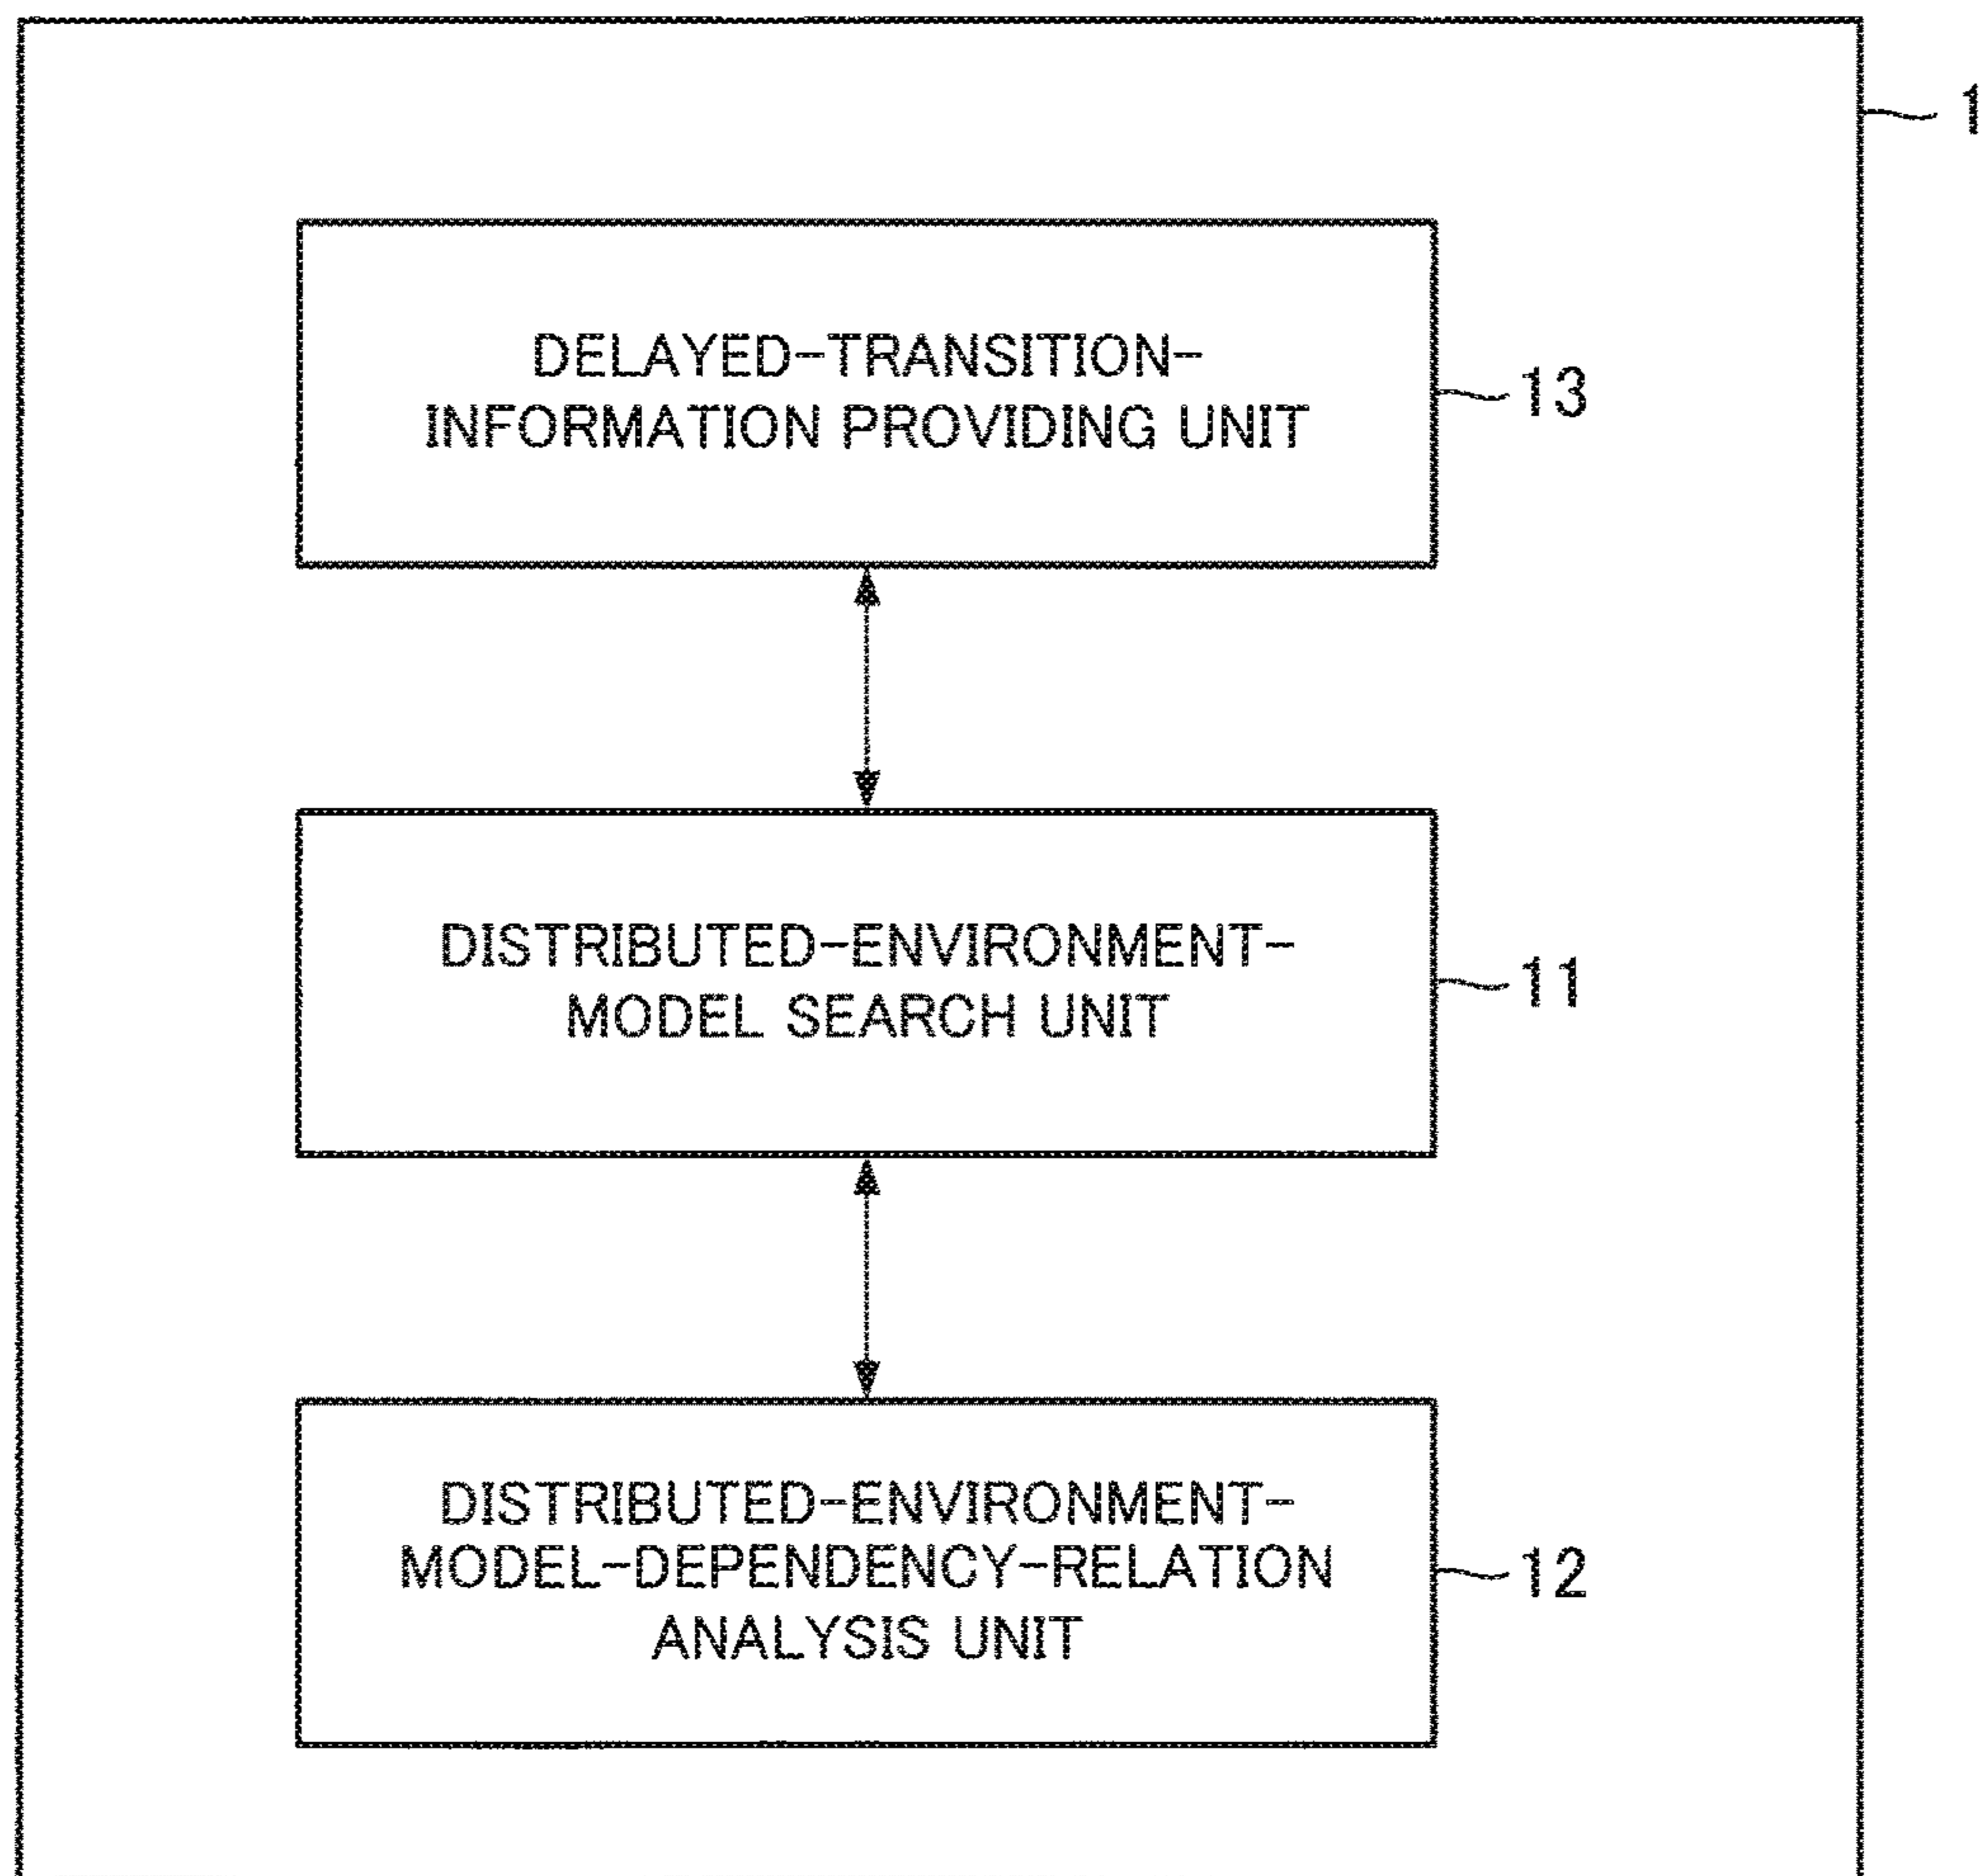 1
DELAYED-TRANSITION-
INFORMATION PROVIDING UNIT
13
DISTRIBUTED-ENVIRONMENT-
MODEL SEARCH UNIT
11
DISTRIBUTED-ENVIRONMENT-
MODEL-DEPENDENCY-RELATION
ANALYSIS UNIT
12